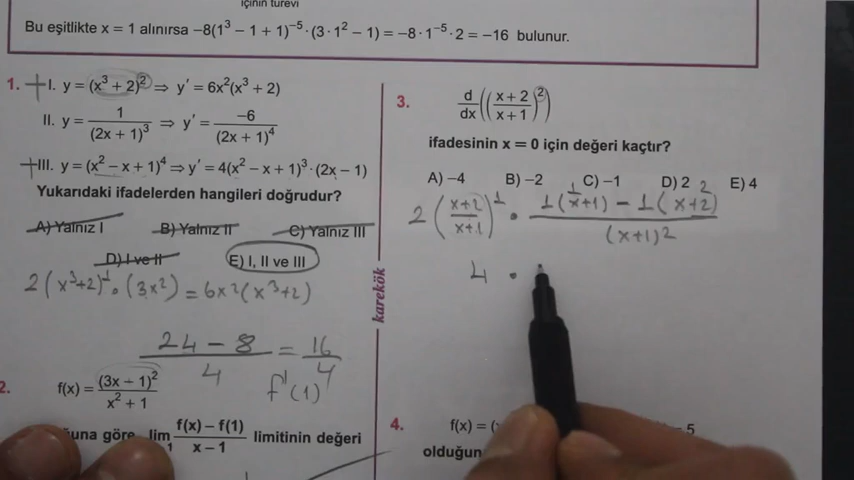 içinin türevi
Bu eşitlikte x = 1 alınırsa −8(1³ − 1 + 1)⁻⁵·(3·1² − 1) = −8·1⁻⁵·2 = −16 bulunur.
1. + I. y = (x³ + 2)² ⇒ y′ = 6x²(x³ + 2)
II. y = 1/(2x + 1)³ ⇒ y′ = −6/(2x + 1)⁴
+ III. y = (x² − x + 1)⁴ ⇒ y′ = 4(x² − x + 1)³·(2x − 1)
Yukarıdaki ifadelerden hangileri doğrudur?
A) Yalnız I B) Yalnız II C) Yalnız III
D) I ve II E) I, II ve III
2(x³+2)¹·(3x²) = 6x²(x³+2)
(24 − 8)/4 = 16/4
f'(1)
2. f(x) = (3x − 1)²/(x² + 1)
una göre, lim (f(x) − f(1))/(x − 1) limitinin değeri
karekök
3. d/dx(((x + 2)/(x + 1))²)
ifadesinin x = 0 için değeri kaçtır?
A) −4 B) −2 C) −1 D) 2 E) 4
2((x+2)/(x+1))¹ · (1(x+1) − 1(x+2))/(x+1)²
1 2
4 ·
4. f(x) = ( − 5
olduğun